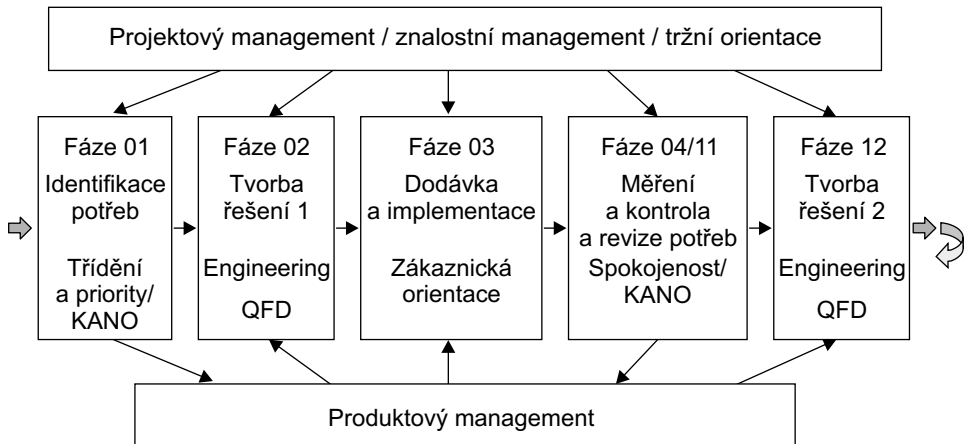 Projektový management / znalostní management / tržní orientace
Fáze 01
Identifikace
potřeb
Třídění
a priority/
KANO
Fáze 02
Tvorba
řešení 1
Engineering
QFD
Fáze 03
Dodávka
a implementace
Zákaznická
orientace
Fáze 04/11
Měření
a kontrola
a revize potřeb
Spokojenost/
KANO
Fáze 12
Tvorba
řešení 2
Engineering
QFD
Produktový management